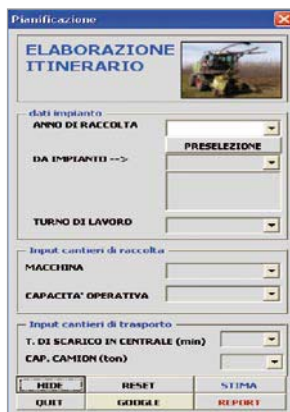 Pianificazione
ELABORAZIONE
ITINERARIO
dati impianto
ANNO DI RACCOLTA
PRESELEZIONE
DA IMPIANTO -->
TURNO DI LAVORO
Input cantieri di raccolta
MACCHINA
CAPACITA' OPERATIVA
Input cantieri di trasporto
T. DI SCARICO IN CENTRALE (min)
CAP. CAMION (ton)
HIDE RESET STIMA
QUIT GOOGLE REPORT